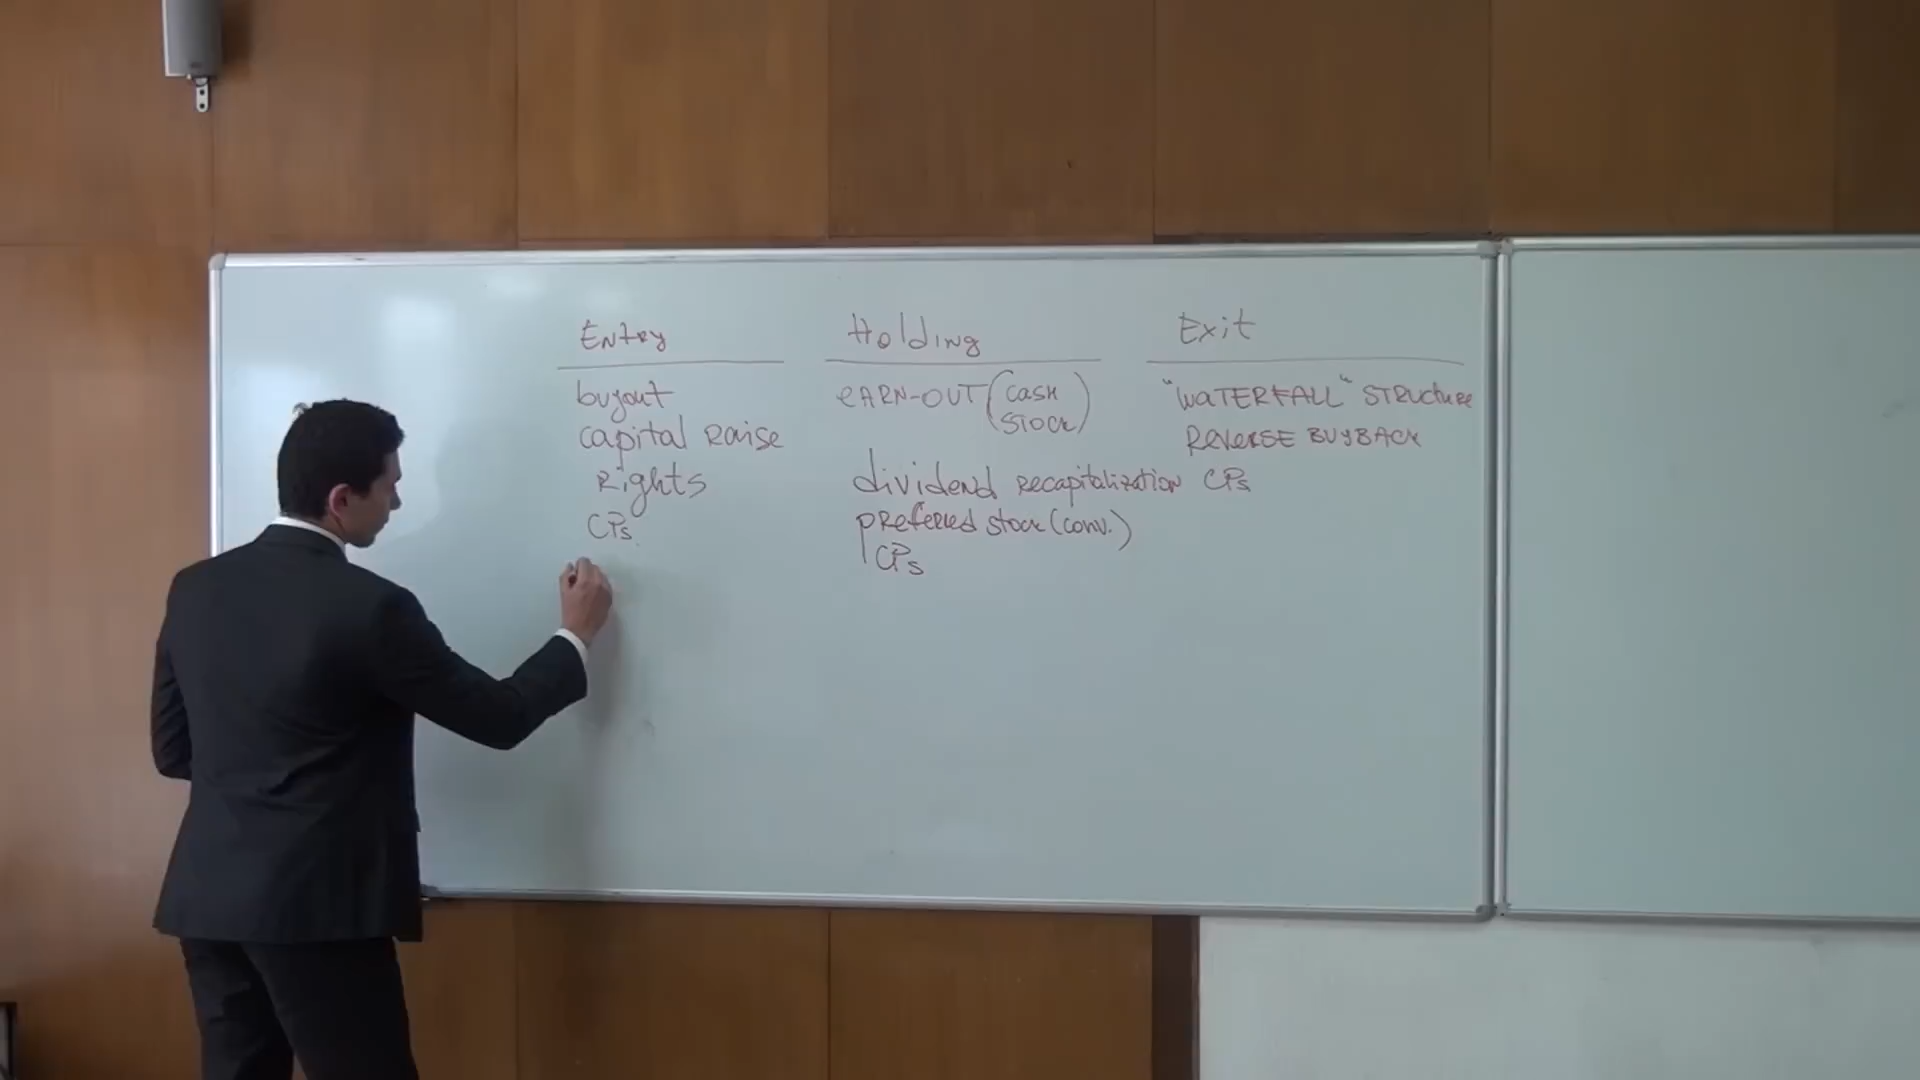 Entry
buyout
capital Raise
Rights
CPs
Holding
eARN-OUT (CASH
STOCK)
dividend recapitalization
preferred stock (conv.)
CPs
Exit
"WATERFALL" STRUCTURE
REVERSE BUYBACK
CPs